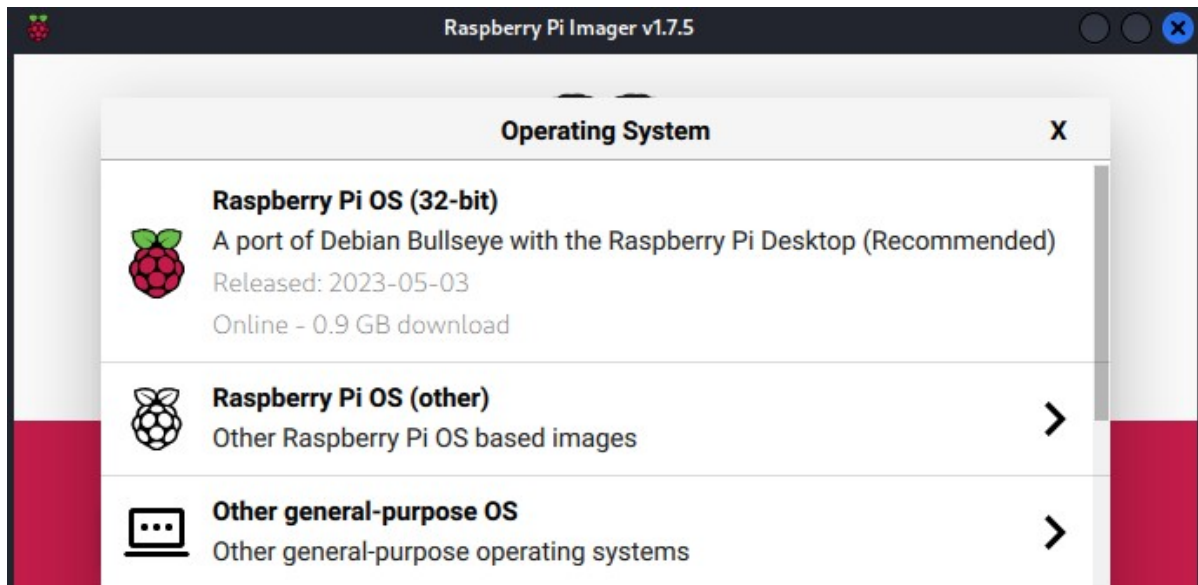 Raspberry Pi Imager v1.7.5
Operating System X
Raspberry Pi OS (32-bit)
A port of Debian Bullseye with the Raspberry Pi Desktop (Recommended)
Released: 2023-05-03
Online - 0.9 GB download
Raspberry Pi OS (other)
Other Raspberry Pi OS based images
Other general-purpose OS
Other general-purpose operating systems